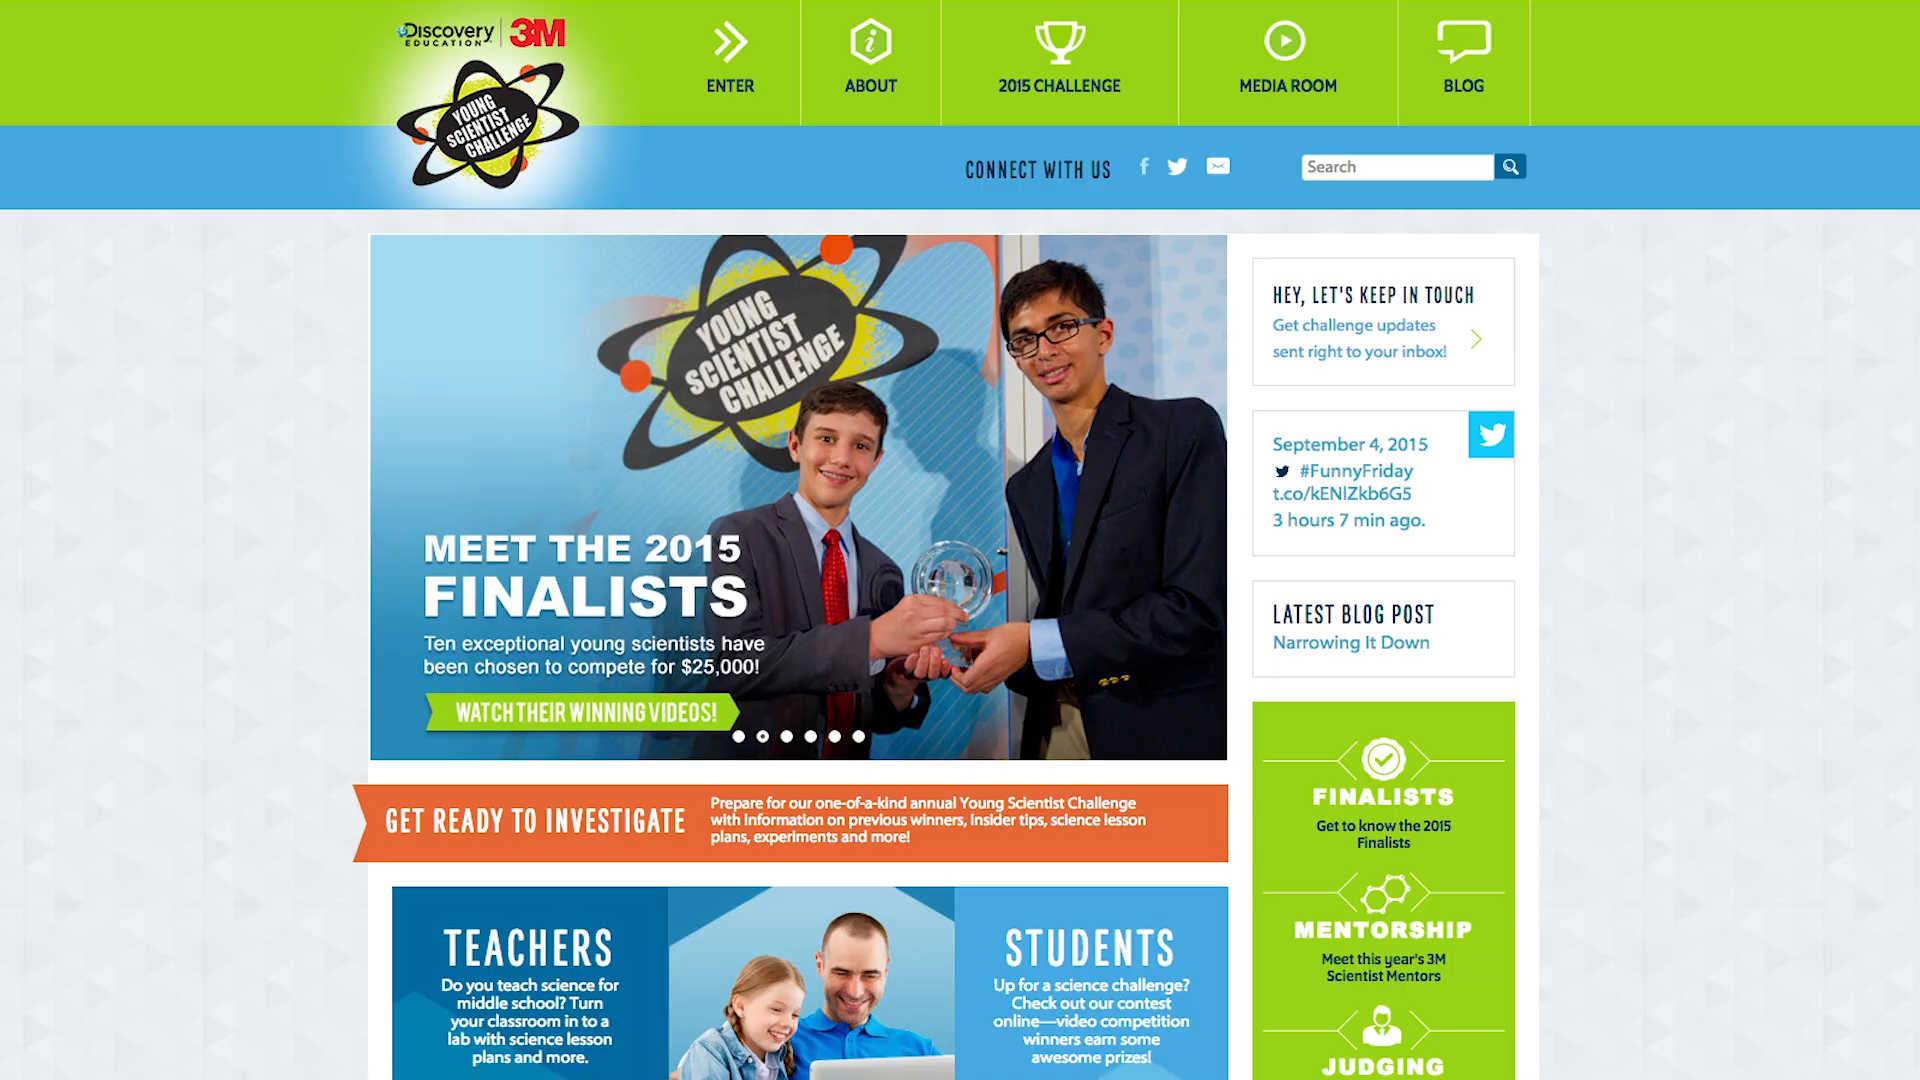 Discovery
EDUCATION
3M
YOUNG
SCIENTIST
CHALLENGE
ENTER
ABOUT
2015 CHALLENGE
MEDIA ROOM
BLOG
CONNECT WITH US
Search
YOUNG
SCIENTIST
CHALLENGE
MEET THE 2015
FINALISTS
Ten exceptional young scientists have
been chosen to compete for $25,000!
WATCH THEIR WINNING VIDEOS!
HEY, LET'S KEEP IN TOUCH
Get challenge updates
sent right to your inbox!
September 4, 2015
#FunnyFriday
t.co/kENlZkb6G5
3 hours 7 min ago.
LATEST BLOG POST
Narrowing It Down
FINALISTS
Get to know the 2015
Finalists
MENTORSHIP
Meet this year's 3M
Scientist Mentors
JUDGING
GET READY TO INVESTIGATE
Prepare for our one-of-a-kind annual Young Scientist Challenge
with information on previous winners, insider tips, science lesson
plans, experiments and more!
TEACHERS
Do you teach science for
middle school? Turn
your classroom in to a
lab with science lesson
plans and more.
STUDENTS
Up for a science challenge?
Check out our contest
online—video competition
winners earn some
awesome prizes!